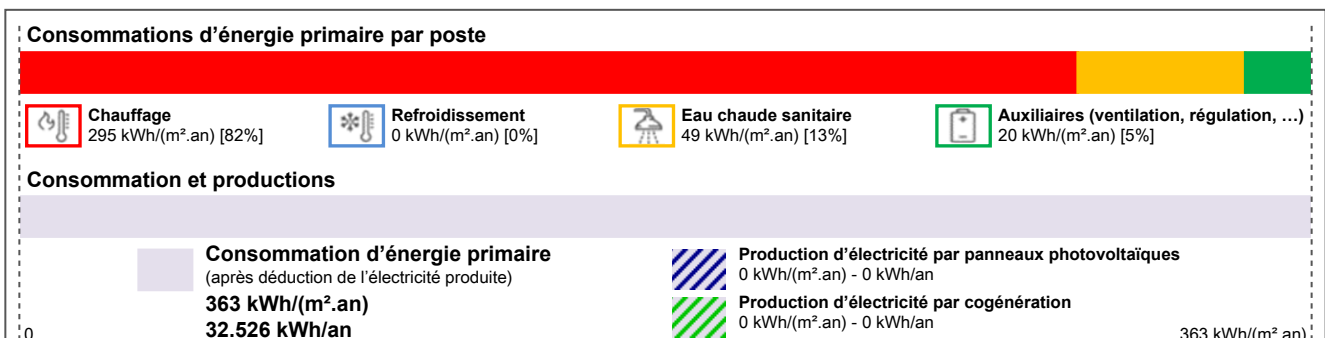 Consommations d'énergie primaire par poste
Chauffage
295 kWh/(m².an) [82%]
Refroidissement
0 kWh/(m².an) [0%]
Eau chaude sanitaire
49 kWh/(m².an) [13%]
Auxiliaires (ventilation, régulation, …)
20 kWh/(m².an) [5%]
Consommation et productions
Consommation d'énergie primaire
(après déduction de l'électricité produite)
363 kWh/(m².an)
32.526 kWh/an
Production d'électricité par panneaux photovoltaïques
0 kWh/(m².an) - 0 kWh/an
Production d'électricité par cogénération
0 kWh/(m².an) - 0 kWh/an
0
363 kWh/(m².an)